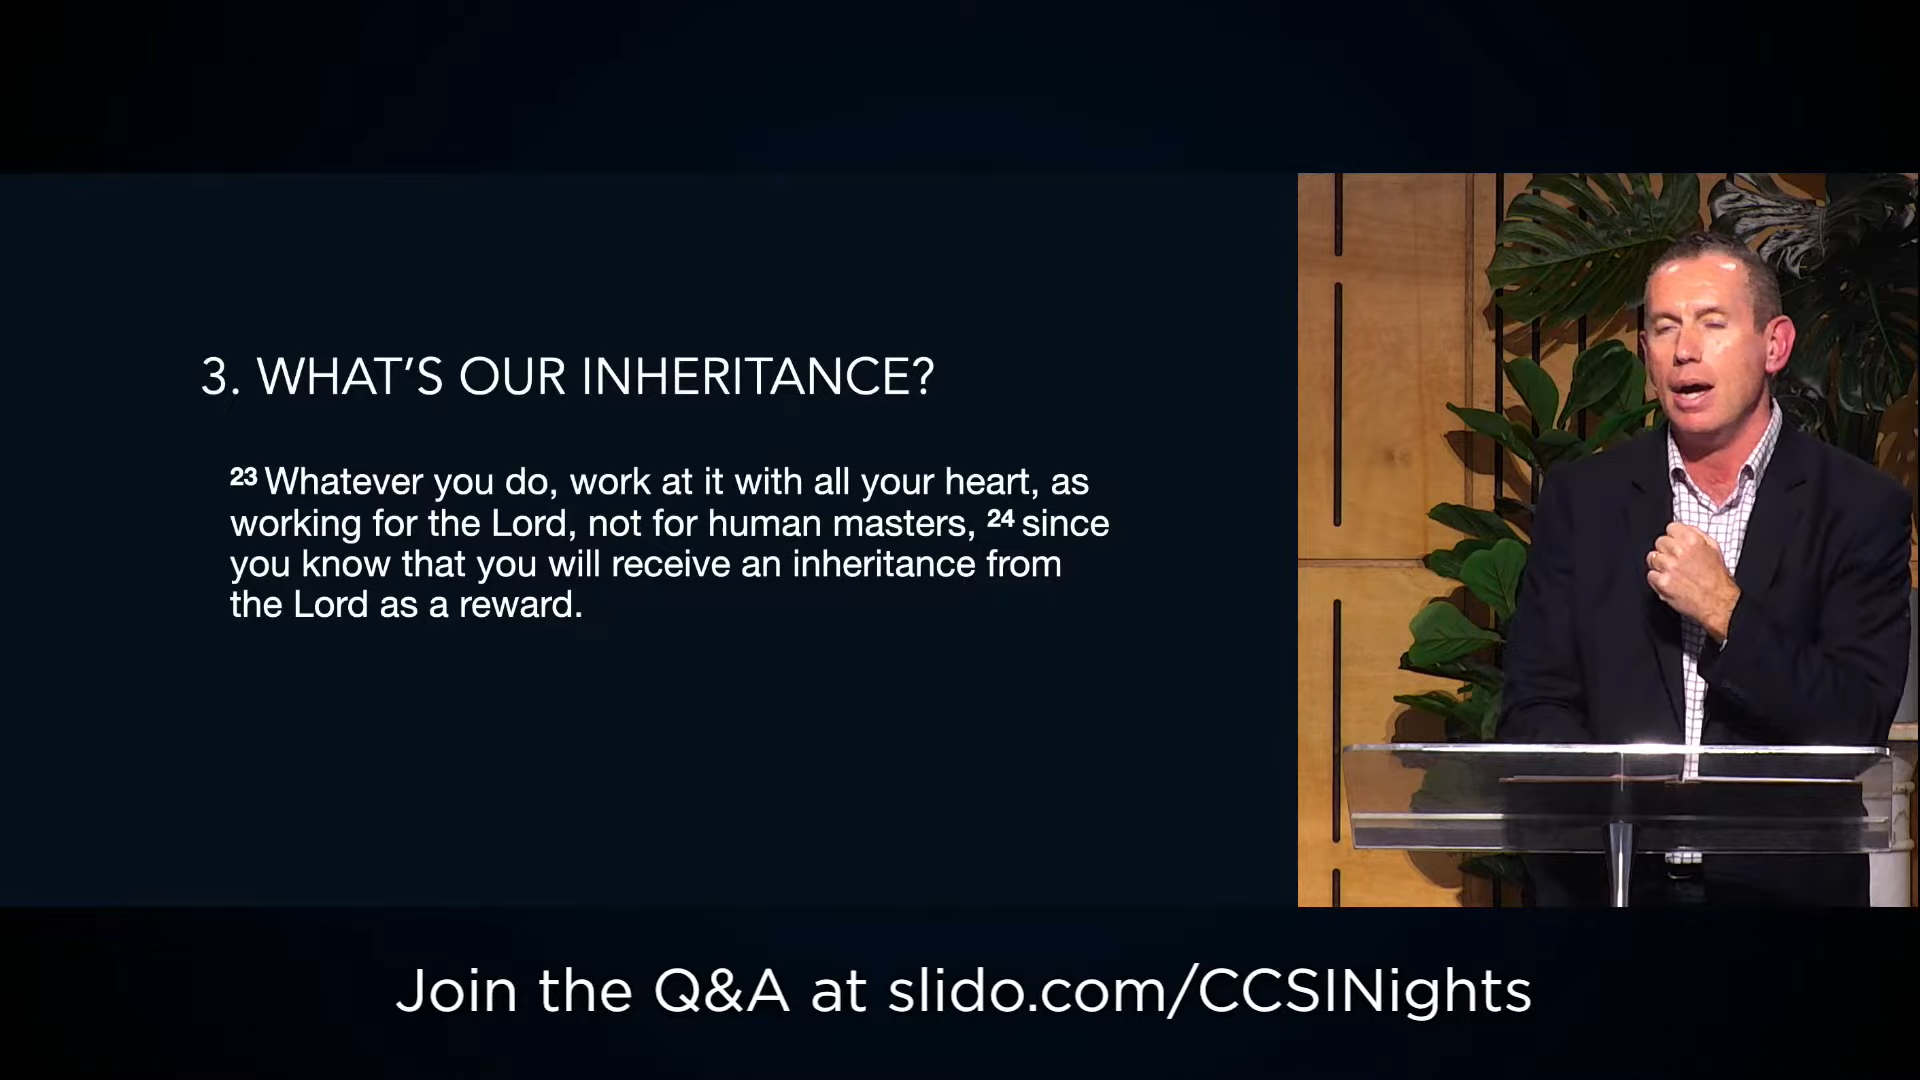 3. WHAT’S OUR INHERITANCE?
23 Whatever you do, work at it with all your heart, as
working for the Lord, not for human masters, 24 since
you know that you will receive an inheritance from
the Lord as a reward.
Join the Q&A at slido.com/CCSINights